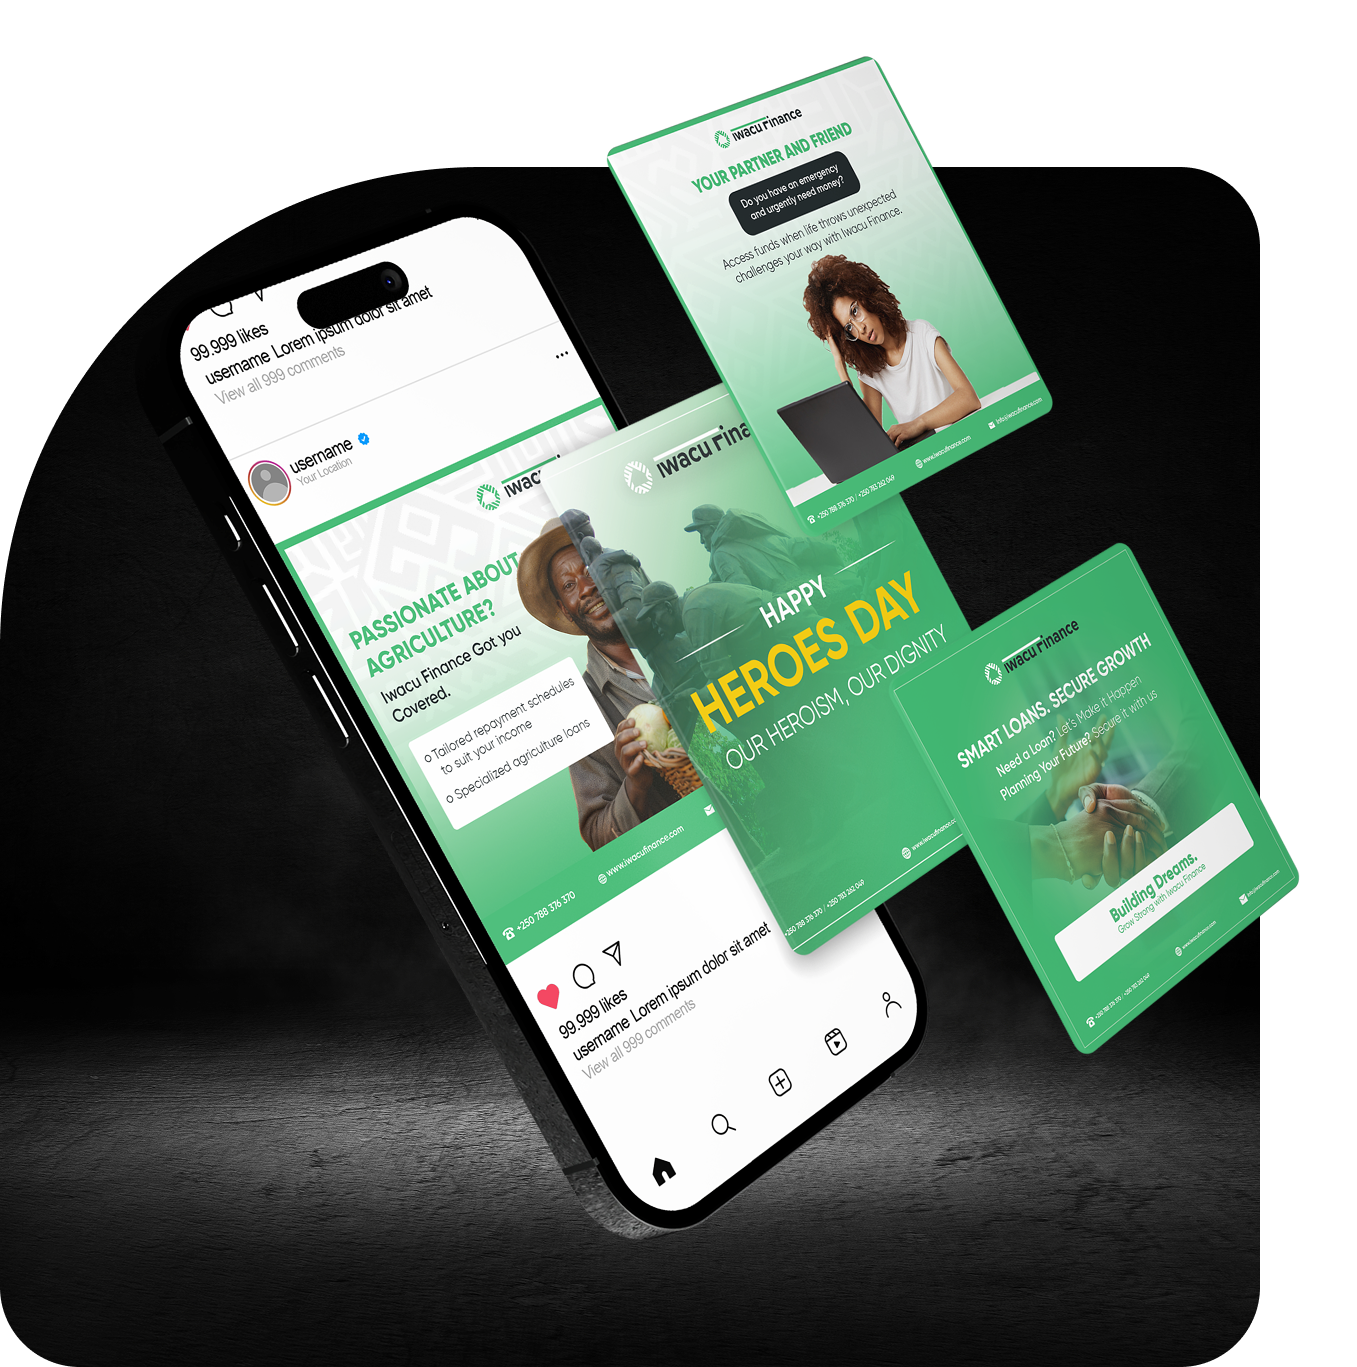 99.999 likes
username Lorem ipsum dolor sit amet
View all 999 comments
username
Your Location
Iwacu
PASSIONATE ABOUT
AGRICULTURE?
Iwacu Finance Got you
Covered.
o Tailored repayment schedules
to suit your income
o Specialized agriculture loans
+250 788 376 370
www.iwacufinance.com
99.999 likes
username Lorem ipsum dolor sit amet
View all 999 comments
Iwacu Fina
HAPPY
HEROES DAY
OUR HEROISM, OUR DIGNITY
+250 788 376 370 / +250 783 262 049
www.iwacufinance.co
Iwacu Finance
YOUR PARTNER AND FRIEND
Do you have an emergency
and urgently need money?
Access funds when life throws unexpected
challenges your way with Iwacu Finance.
+250 788 376 370 / +250 783 262 049
www.iwacufinance.com
info@iwacufinance.com
Iwacu Finance
SMART LOANS. SECURE GROWTH
Need a Loan? Let's Make it Happen
Planning Your Future? Secure it with us
Building Dreams.
Grow Strong with Iwacu Finance
+250 788 376 370 / +250 783 262 049
www.iwacufinance.com
info@iwacufinance.com